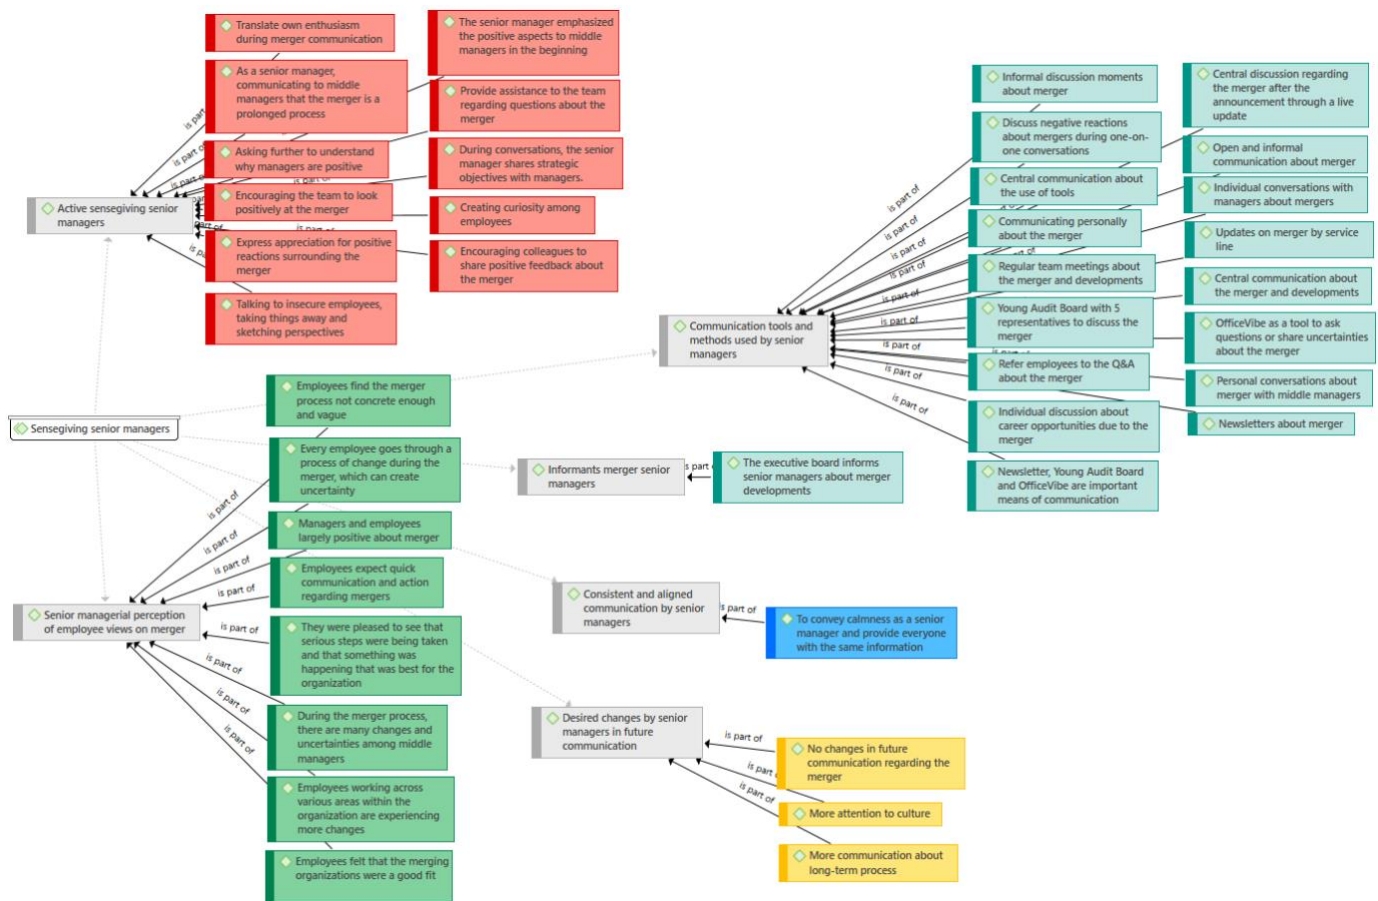 Translate own enthusiasm
during merger communication
As a senior manager,
communicating to middle
managers that the merger is a
prolonged process
Asking further to understand
why managers are positive
Encouraging the team to look
positively at the merger
Express appreciation for positive
reactions surrounding the
merger
Talking to insecure employees,
taking things away and
sketching perspectives
The senior manager emphasized
the positive aspects to middle
managers in the beginning
Provide assistance to the team
regarding questions about the
merger
During conversations, the senior
manager shares strategic
objectives with managers.
Creating curiosity among
employees
Encouraging colleagues to
share positive feedback about
the merger
is part
is part of
is part of
is part of
part of
Active sensegiving senior
managers
Sensegiving senior managers
Informal discussion moments
about merger
Discuss negative reactions
about mergers during one-on-
one conversations
Central communication about
the use of tools
Communicating personally
about the merger
Regular team meetings about
the merger and developments
Young Audit Board with 5
representatives to discuss the
merger
Refer employees to the Q&A
about the merger
Individual discussion about
career opportunities due to the
merger
Newsletter, Young Audit Board
and OfficeVibe are important
means of communication
Central discussion regarding
the merger after the
announcement through a live
update
Open and informal
communication about merger
Individual conversations with
managers about mergers
Updates on merger by service
line
Central communication about
the merger and developments
OfficeVibe as a tool to ask
questions or share uncertainties
about the merger
Personal conversations about
merger with middle managers
Newsletters about merger
is part of
is part of
is part of
is part of
is part of
is part of
is part of
is part of
is part of
is part of
Communication tools and
methods used by senior
managers
Employees find the merger
process not concrete enough
and vague
Every employee goes through a
process of change during the
merger, which can create
uncertainty
Managers and employees
largely positive about merger
Employees expect quick
communication and action
regarding mergers
They were pleased to see that
serious steps were being taken
and that something was
happening that was best for the
organization
During the merger process,
there are many changes and
uncertainties among middle
managers
Employees working across
various areas within the
organization are experiencing
more changes
Employees felt that the merging
organizations were a good fit
is part of
is part of
is part of
is part of
is part of
is part of
is part of
is part of
Senior managerial perception
of employee views on merger
Informants merger senior
managers
is part
The executive board informs
senior managers about merger
developments
Consistent and aligned
communication by senior
managers
is part of
To convey calmness as a senior
manager and provide everyone
with the same information
Desired changes by senior
managers in future
communication
is part of
is part
is part of
No changes in future
communication regarding the
merger
More attention to culture
More communication about
long-term process